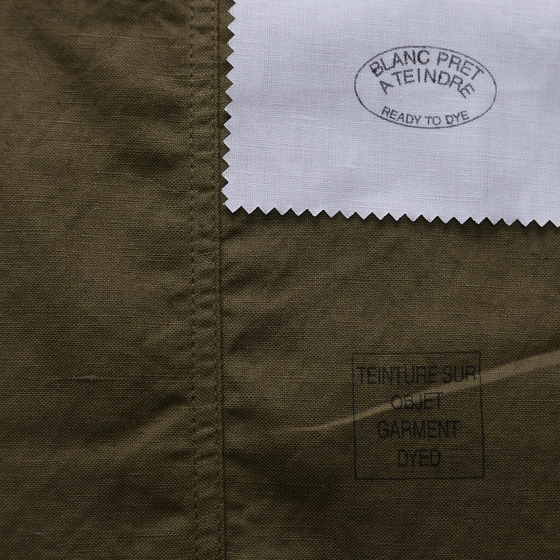 BLANC PRET
A TEINDRE
READY TO DYE
TEINTURE SUR
OBJET
GARMENT
DYED